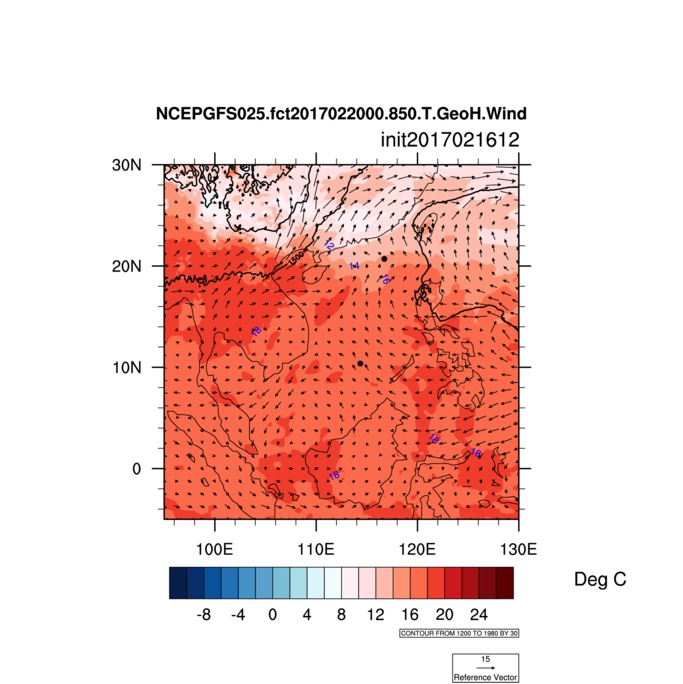 NCEPGFS025.fct2017022000.850.T.GeoH.Wind
init2017021612
30N
20N
10N
0
12
14
16
1500
18
18
18
18
100E 110E 120E 130E
-8 -4 0 4 8 12 16 20 24
Deg C
CONTOUR FROM 1200 TO 1980 BY 30
15
Reference Vector